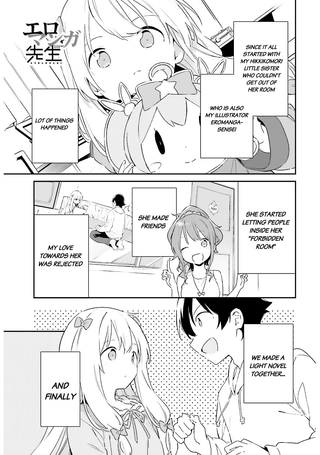 エロ
マンガ
先生
SINCE IT ALL
STARTED WITH
MY HIKIKOMORI
LITTLE SISTER
WHO COULDN'T
GET OUT OF
HER ROOM
WHO IS ALSO
MY ILLUSTRATOR
EROMANGA-
SENSEI
LOT OF THINGS
HAPPENED
SHE STARTED
LETTING PEOPLE
INSIDE HER
"FORBIDDEN
ROOM"
SHE MADE
FRIENDS
MY LOVE
TOWARDS HER
WAS REJECTED
WE MADE A
LIGHT NOVEL
TOGETHER...
AND
FINALLY